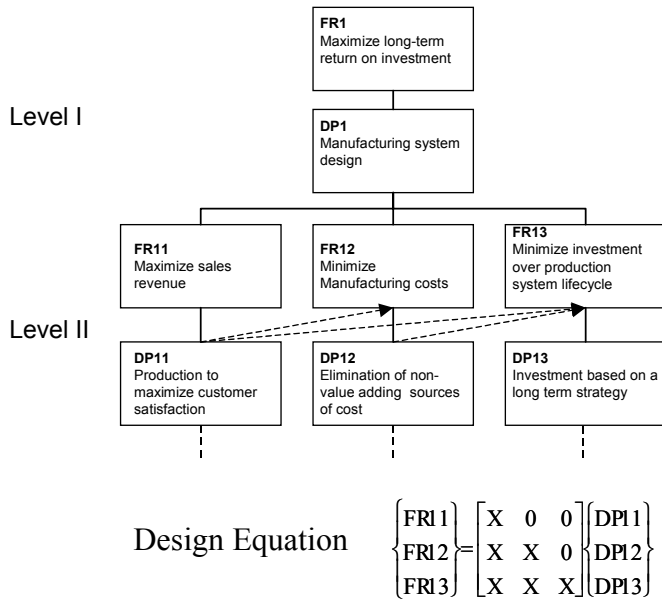 FR1
Maximize long-term
return on investment
Level I
DP1
Manufacturing system
design
FR11
Maximize sales
revenue
FR12
Minimize
Manufacturing costs
FR13
Minimize investment
over production
system lifecycle
Level II
DP11
Production to
maximize customer
satisfaction
DP12
Elimination of non-
value adding sources
of cost
DP13
Investment based on a
long term strategy
Design Equation
{FR11} = [X 0 0] {DP11}
{FR12} [X X 0] {DP12}
{FR13} [X X X] {DP13}